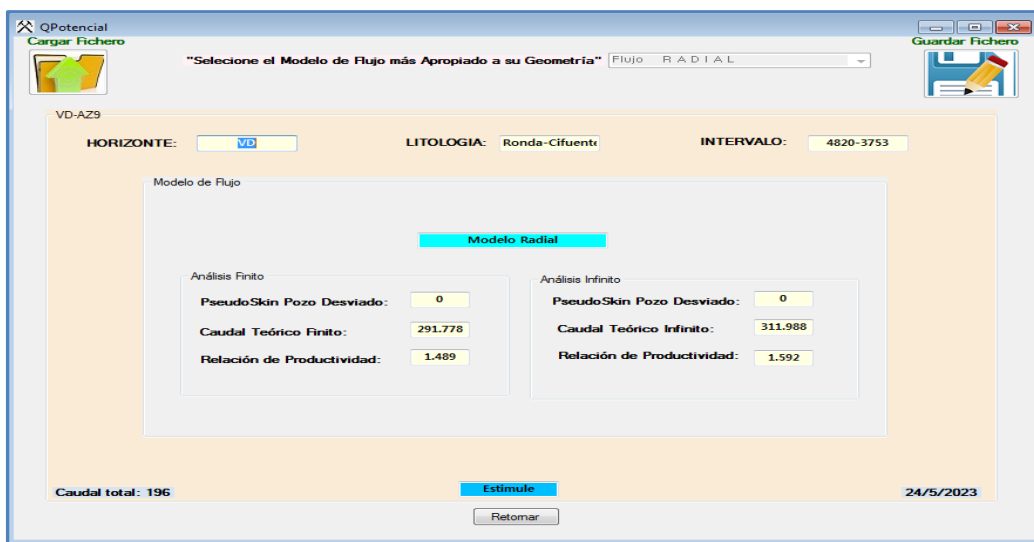 QPotencial
Cargar Fichero
Guardar Fichero
"Selecione el Modelo de Flujo más Apropiado a su Geometría" Flujo RADIAL
VD-AZ9
HORIZONTE: VD LITOLOGIA: Ronda-Cifuente INTERVALO: 4820-3753
Modelo de Flujo
Modelo Radial
Análisis Finito
PseudoSkin Pozo Desviado: 0
Caudal Teórico Finito: 291.778
Relación de Productividad: 1.489
Análisis Infinito
PseudoSkin Pozo Desviado: 0
Caudal Teórico Infinito: 311.988
Relación de Productividad: 1.592
Caudal total: 196
Estimule
24/5/2023
Retornar